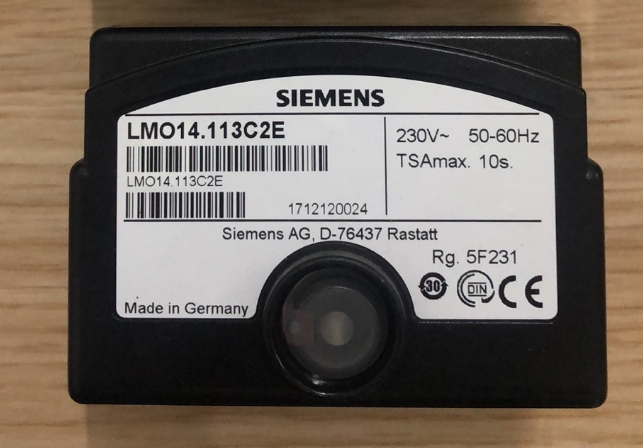 SIEMENS
LMO14.113C2E
LMO14.113C2E
1712120024
230V~ 50-60Hz
TSAmax. 10s.
Siemens AG, D-76437 Rastatt
Rg. 5F231
30 DIN CE
Made in Germany